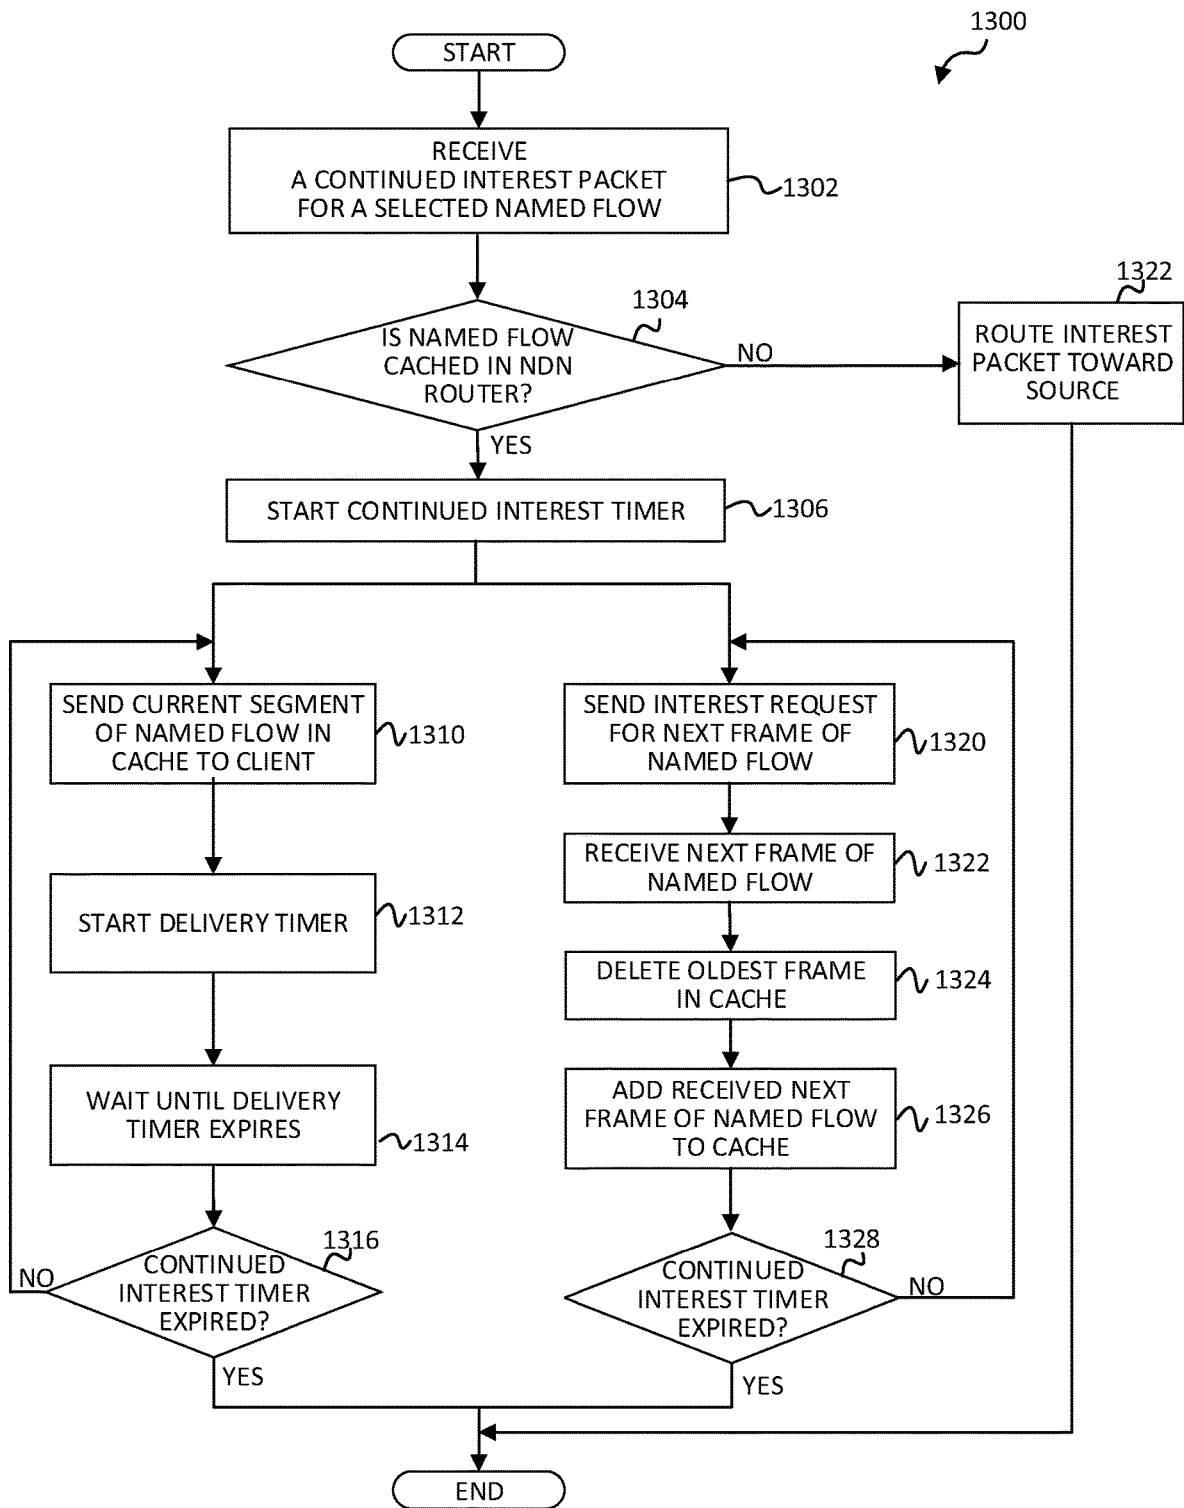 1300
START
RECEIVE
A CONTINUED INTEREST PACKET
FOR A SELECTED NAMED FLOW
1302
1304
IS NAMED FLOW
CACHED IN NDN
ROUTER?
NO
1322
ROUTE INTEREST
PACKET TOWARD
SOURCE
YES
START CONTINUED INTEREST TIMER
1306
SEND CURRENT SEGMENT
OF NAMED FLOW IN
CACHE TO CLIENT
1310
START DELIVERY TIMER
1312
WAIT UNTIL DELIVERY
TIMER EXPIRES
1314
1316
CONTINUED
INTEREST TIMER
EXPIRED?
NO
YES
SEND INTEREST REQUEST
FOR NEXT FRAME OF
NAMED FLOW
1320
RECEIVE NEXT FRAME OF
NAMED FLOW
1322
DELETE OLDEST FRAME
IN CACHE
1324
ADD RECEIVED NEXT
FRAME OF NAMED FLOW
TO CACHE
1326
1328
CONTINUED
INTEREST TIMER
EXPIRED?
NO
YES
END